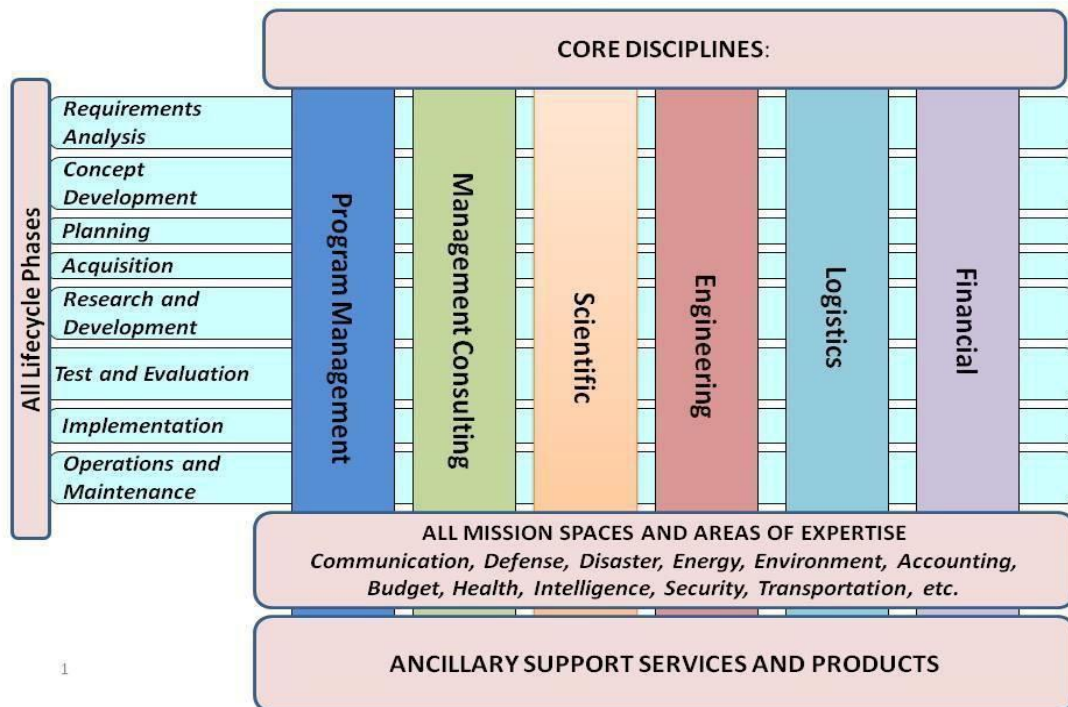 CORE DISCIPLINES:
All Lifecycle Phases
Requirements
Analysis
Concept
Development
Planning
Acquisition
Research and
Development
Test and Evaluation
Implementation
Operations and
Maintenance
Program Management
Management Consulting
Scientific
Engineering
Logistics
Financial
ALL MISSION SPACES AND AREAS OF EXPERTISE
Communication, Defense, Disaster, Energy, Environment, Accounting,
Budget, Health, Intelligence, Security, Transportation, etc.
ANCILLARY SUPPORT SERVICES AND PRODUCTS
1